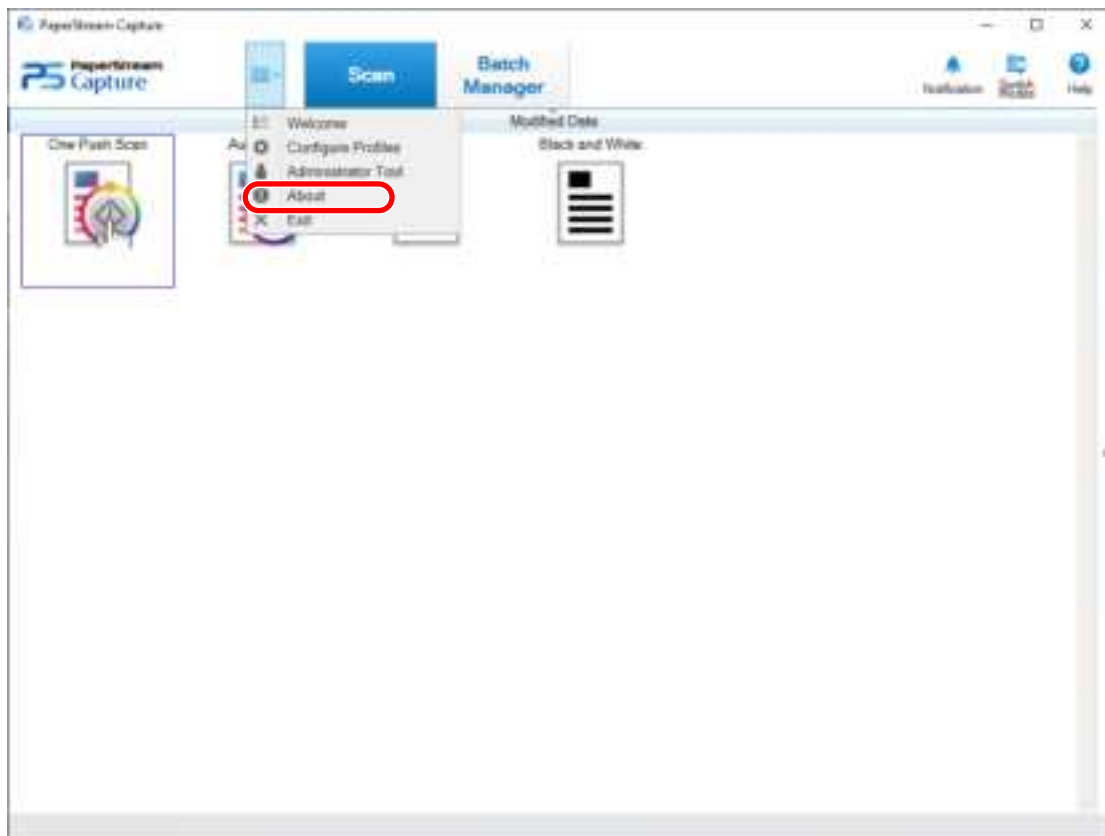 PaperStream Capture
PS PaperStream Capture
Scan
Batch Manager
Notification
Switch
Help
Modified Date
Welcome
Configure Profiles
Administrator Tool
About
Exit
One Push Scan
Black and White